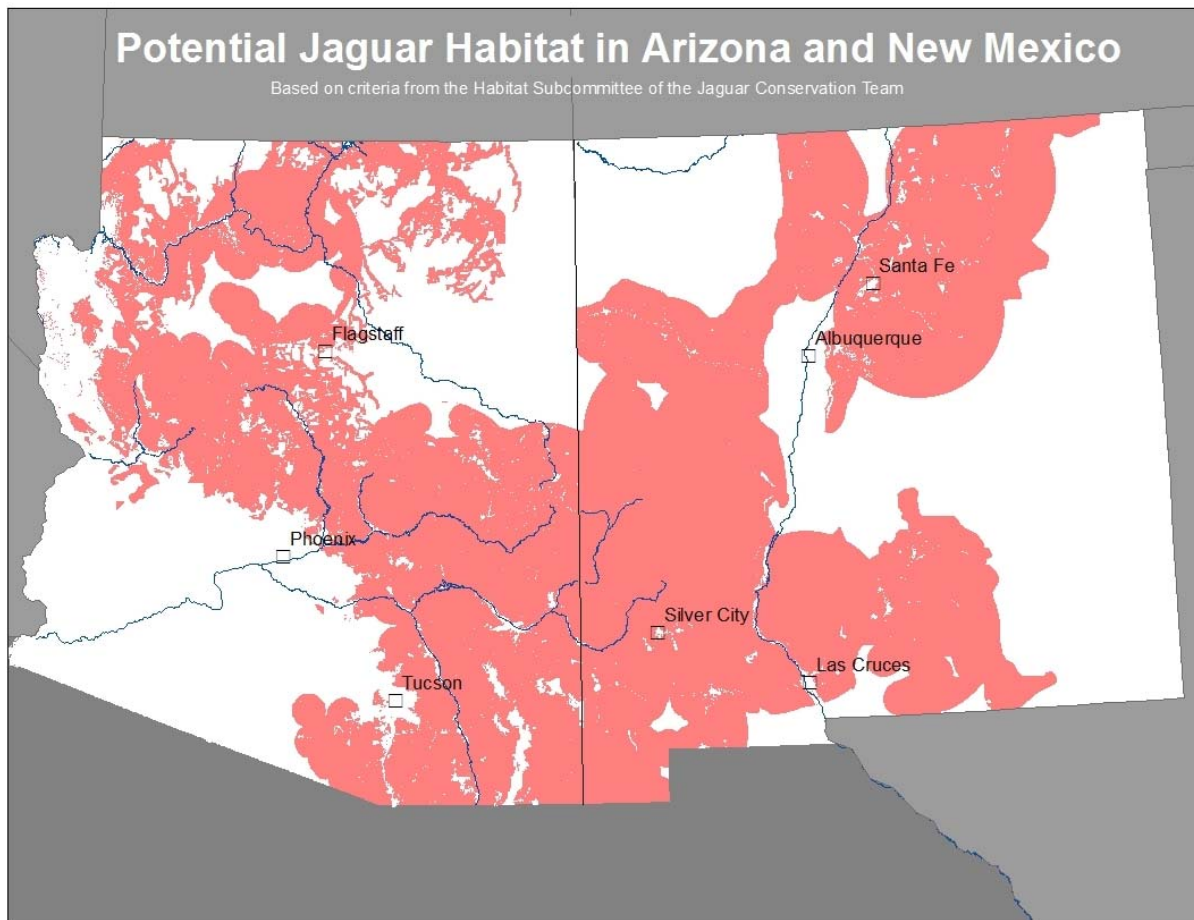 Potential Jaguar Habitat in Arizona and New Mexico
Based on criteria from the Habitat Subcommittee of the Jaguar Conservation Team
Santa Fe
Flagstaff
Albuquerque
Phoenix
Silver City
Las Cruces
Tucson